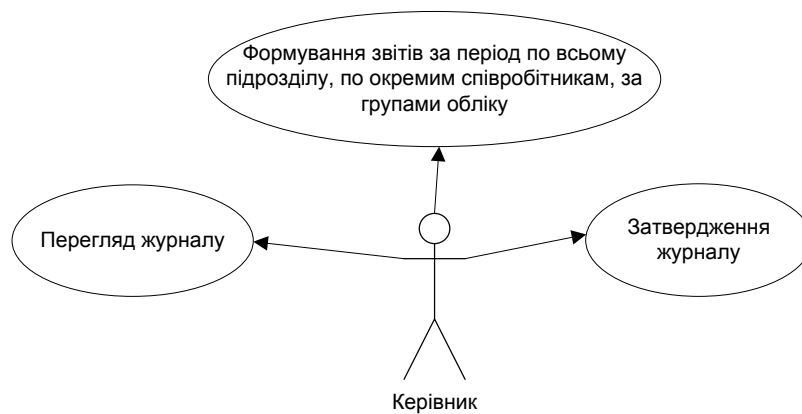 Формування звітів за період по всьому
підрозділу, по окремим співробітникам, за
групами обліку
Перегляд журналу
Затвердження
журналу
Керівник